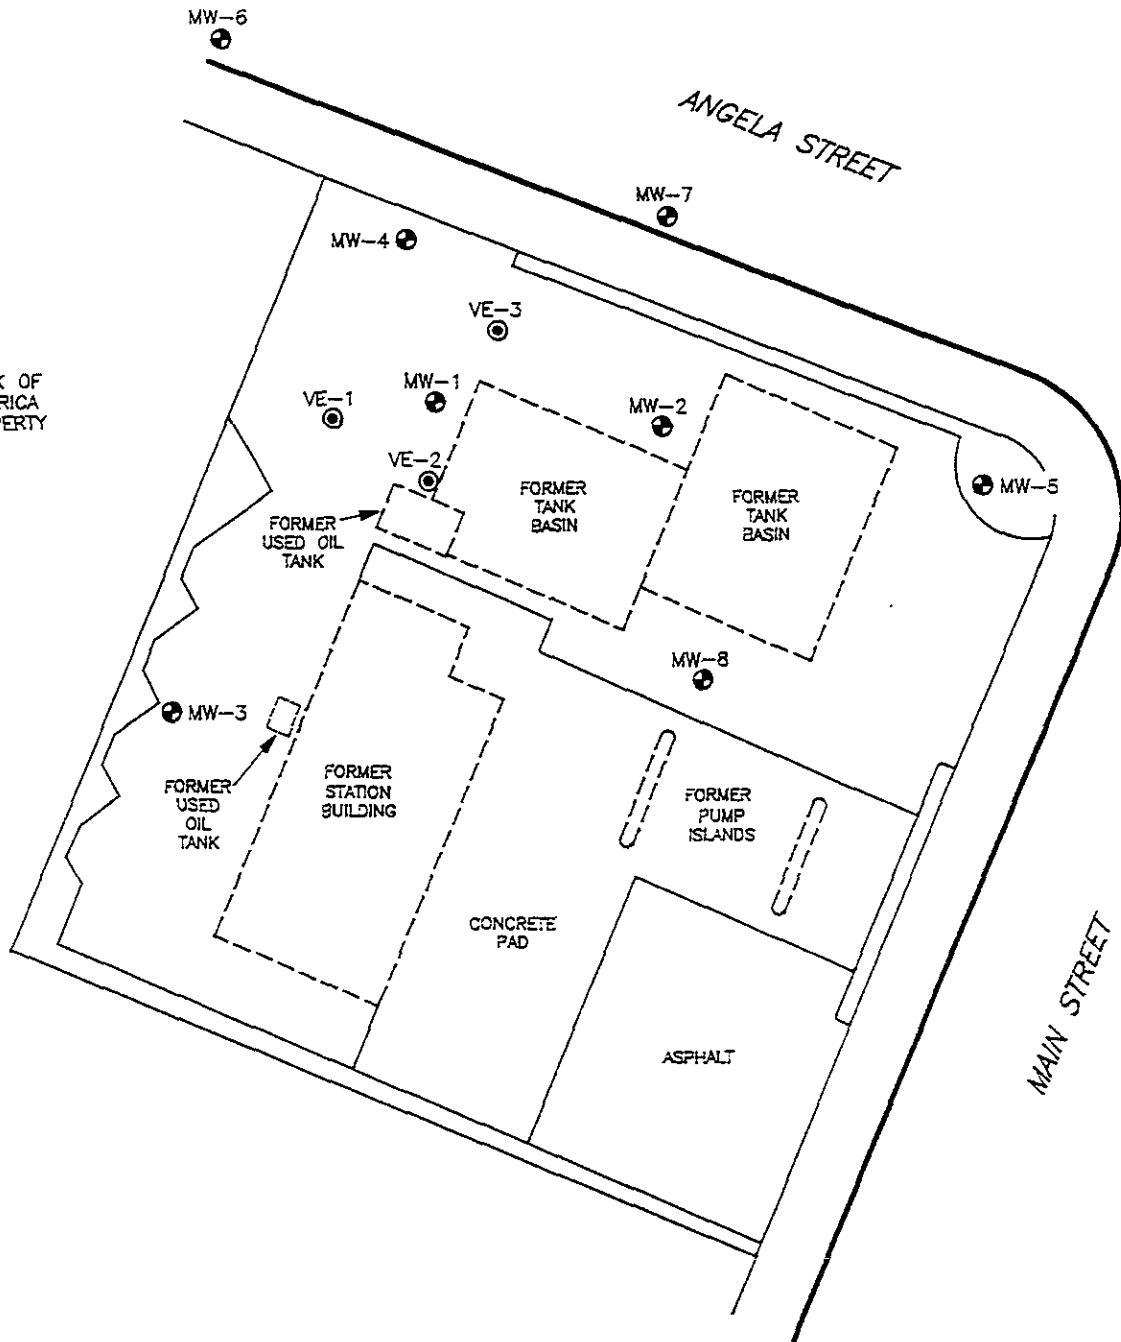 MW-6
ANGELA STREET
MW-7
MW-4
VE-3
OF
MW-1
VE-1
MW-2
VE-2
FORMER
TANK
BASIN
FORMER
TANK
BASIN
MW-5
FORMER
USED OIL
TANK
MW-8
MW-3
FORMER
USED
OIL
TANK
FORMER
STATION
BUILDING
FORMER
PUMP
ISLANDS
CONCRETE
PAD
ASPHALT
MAIN STREET